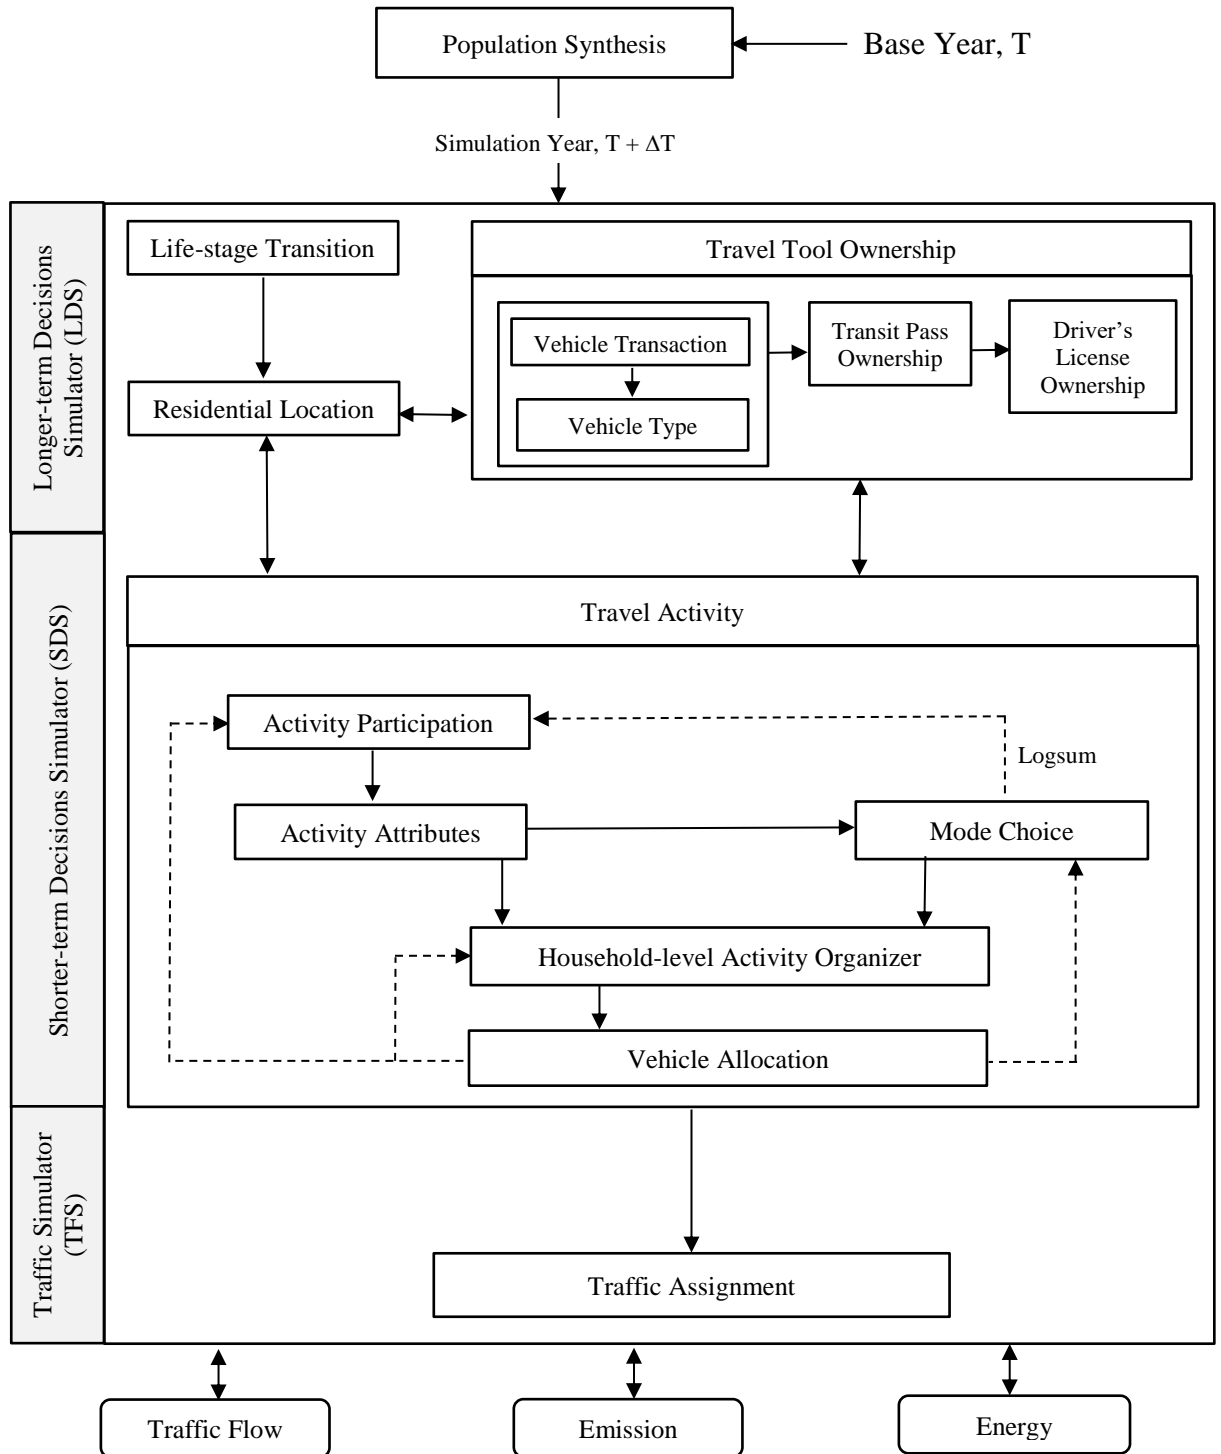 Population Synthesis
Base Year, T
Simulation Year, T + ΔT
Longer-term Decisions
Simulator (LDS)
Life-stage Transition
Travel Tool Ownership
Vehicle Transaction
Vehicle Type
Transit Pass
Ownership
Driver’s
License
Ownership
Residential Location
Shorter-term Decisions Simulator (SDS)
Travel Activity
Activity Participation
Logsum
Activity Attributes
Mode Choice
Household-level Activity Organizer
Vehicle Allocation
Traffic Simulator
(TFS)
Traffic Assignment
Traffic Flow
Emission
Energy